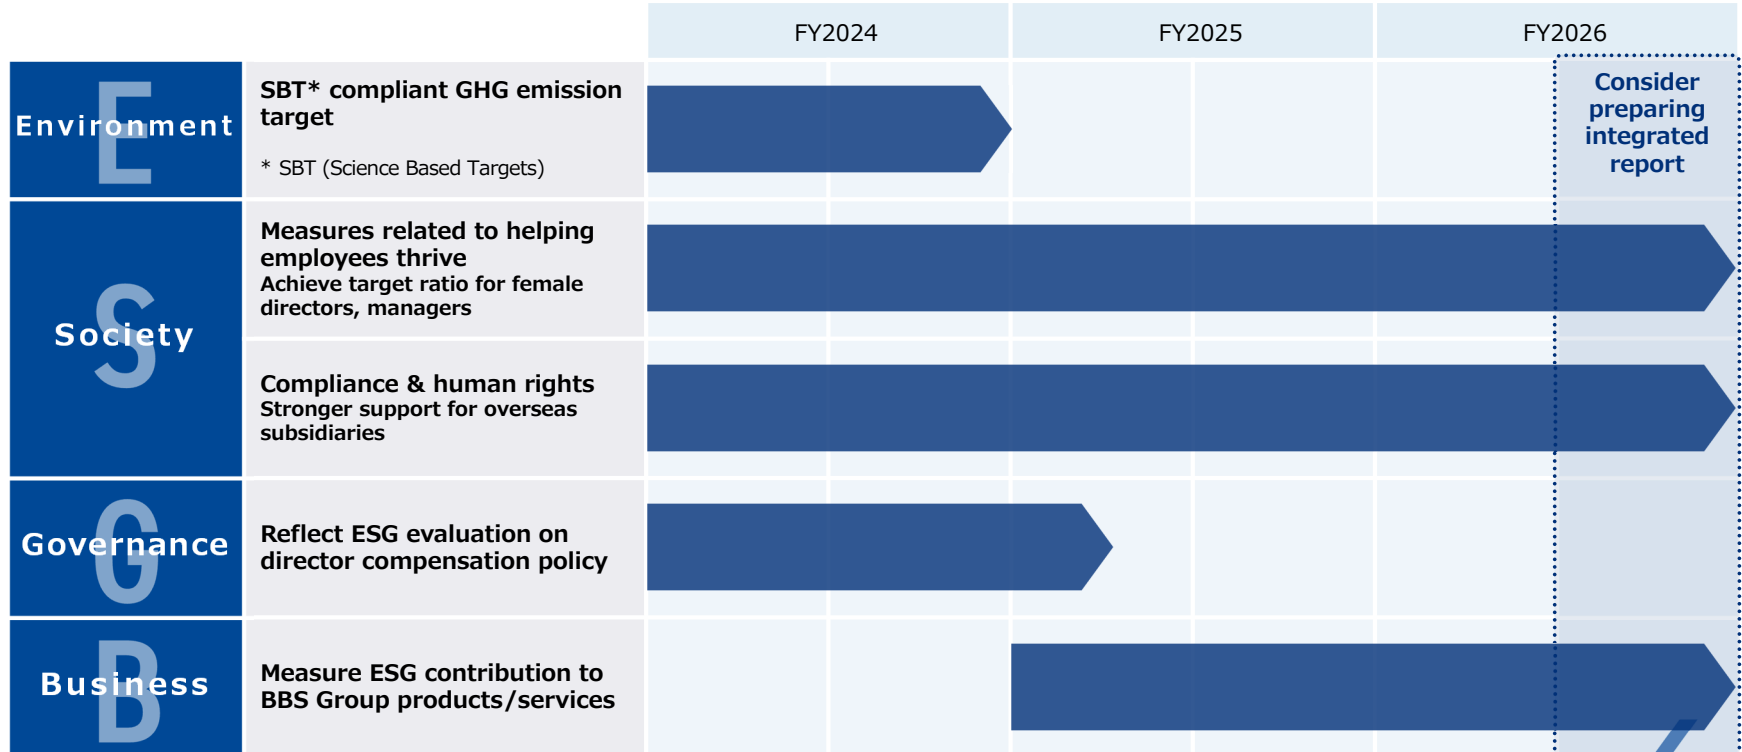 FY2024
FY2025
FY2026
E
Environment
SBT* compliant GHG emission
target
* SBT (Science Based Targets)
Consider
preparing
integrated
report
S
Society
Measures related to helping
employees thrive
Achieve target ratio for female
directors, managers
Compliance & human rights
Stronger support for overseas
subsidiaries
G
Governance
Reflect ESG evaluation on
director compensation policy
B
Business
Measure ESG contribution to
BBS Group products/services